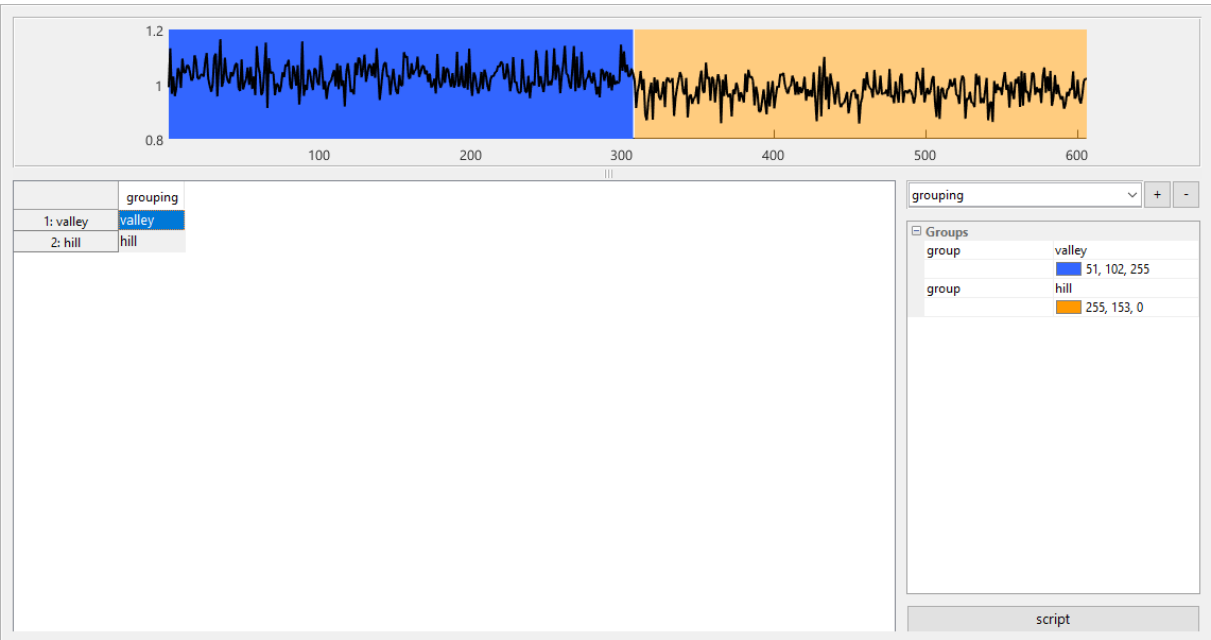 1.2
1
0.8
100 200 300 400 500 600
grouping
1: valley valley
2: hill hill
grouping + -
Groups
group valley
51, 102, 255
group hill
255, 153, 0
script